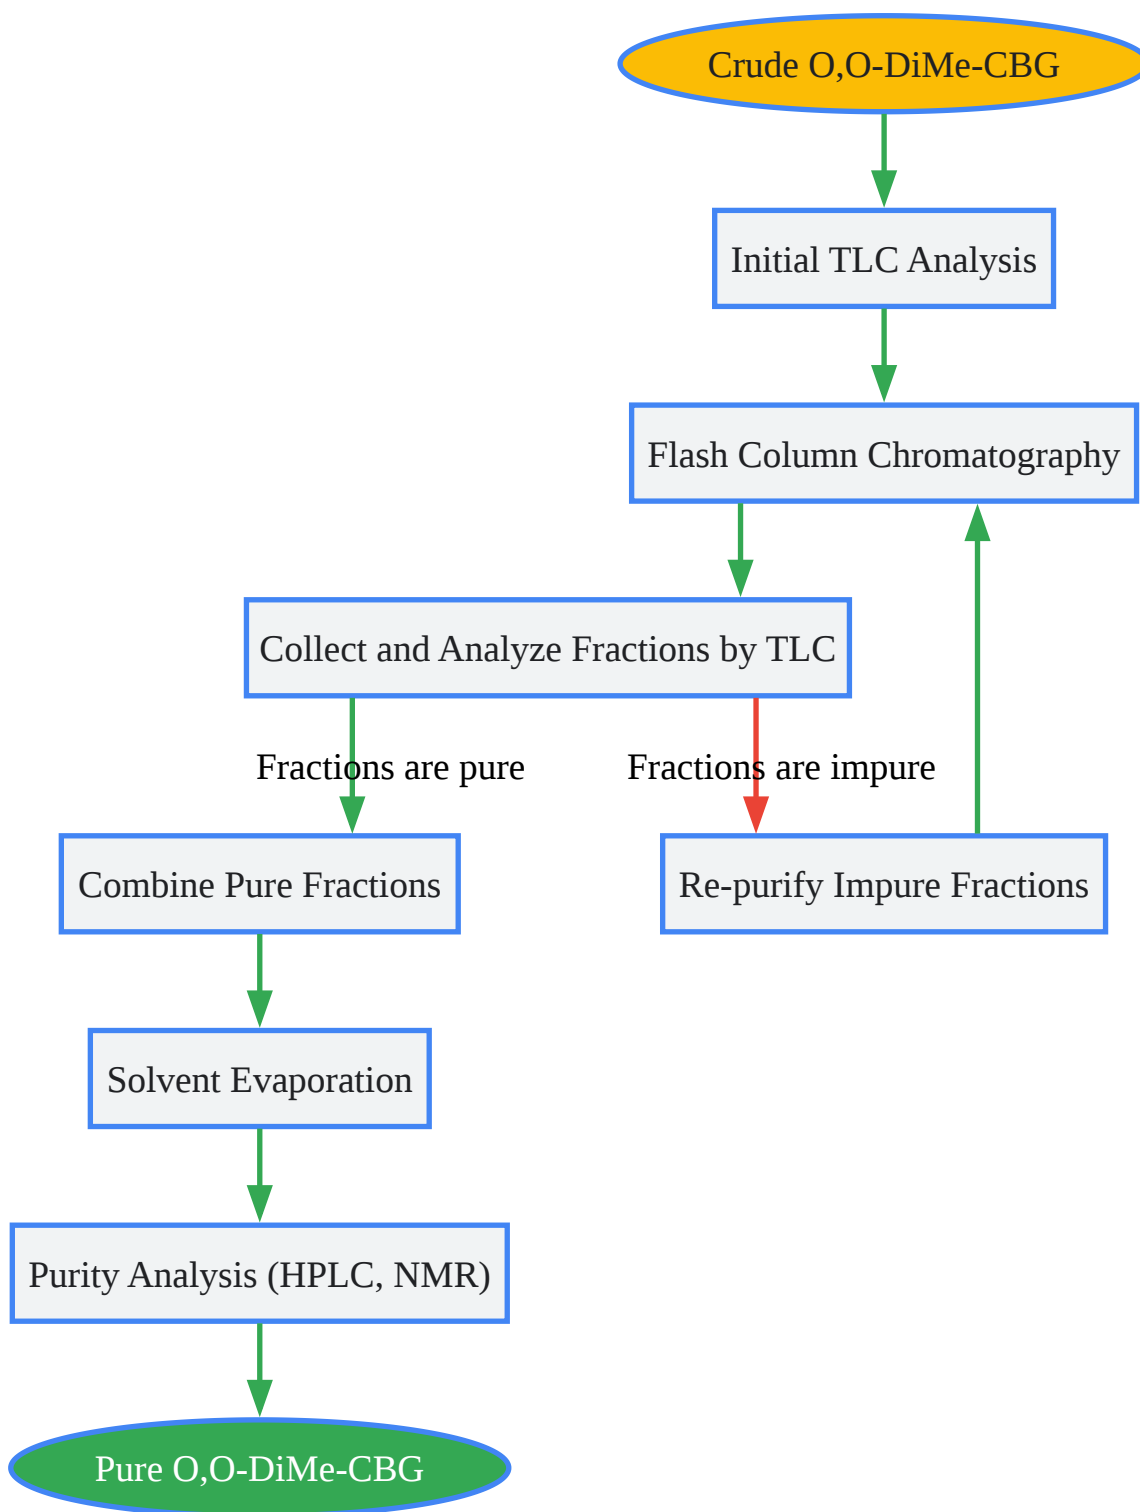 Crude O,O-DiMe-CBG
Initial TLC Analysis
Flash Column Chromatography
Collect and Analyze Fractions by TLC
Fractions are pure
Fractions are impure
Combine Pure Fractions
Re-purify Impure Fractions
Solvent Evaporation
Purity Analysis (HPLC, NMR)
Pure O,O-DiMe-CBG